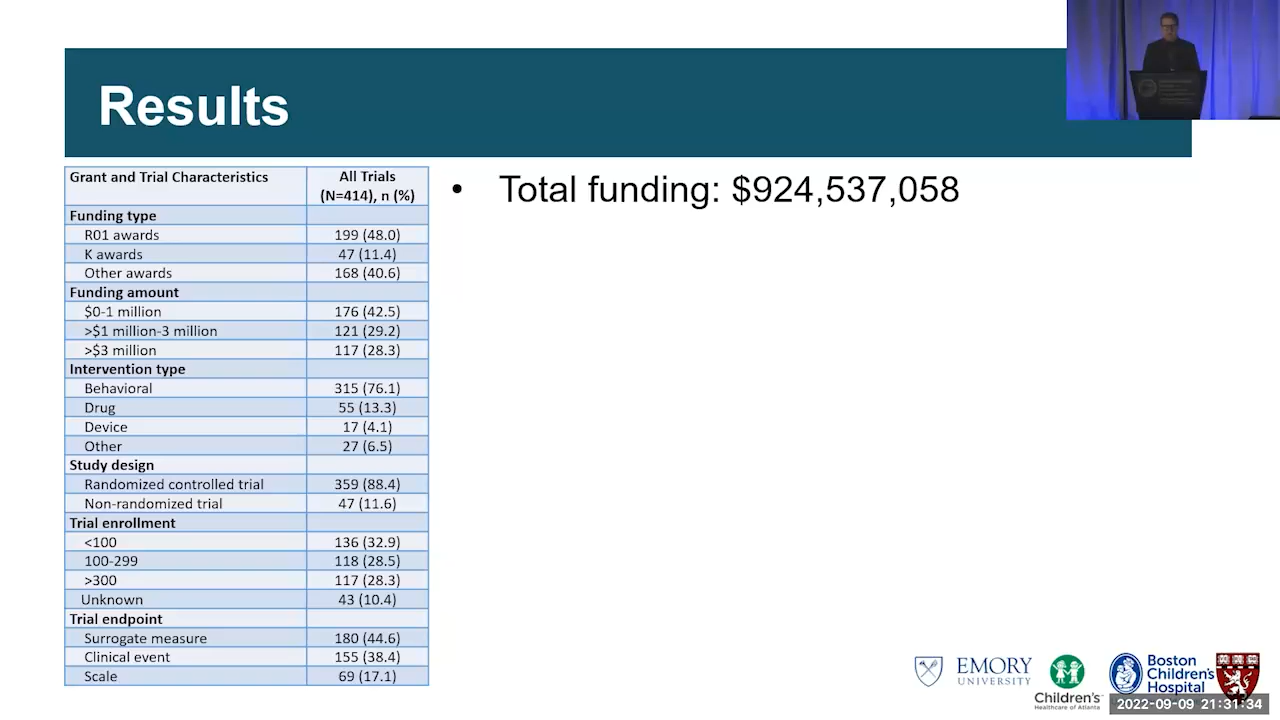 Results
Grant and Trial Characteristics All Trials (N=414), n (%)
Funding type
R01 awards 199 (48.0)
K awards 47 (11.4)
Other awards 168 (40.6)
Funding amount
$0-1 million 176 (42.5)
>$1 million-3 million 121 (29.2)
>$3 million 117 (28.3)
Intervention type
Behavioral 315 (76.1)
Drug 55 (13.3)
Device 17 (4.1)
Other 27 (6.5)
Study design
Randomized controlled trial 359 (88.4)
Non-randomized trial 47 (11.6)
Trial enrollment
<100 136 (32.9)
100-299 118 (28.5)
>300 117 (28.3)
Unknown 43 (10.4)
Trial endpoint
Surrogate measure 180 (44.6)
Clinical event 155 (38.4)
Scale 69 (17.1)
• Total funding: $924,537,058
EMORY
UNIVERSITY
Children's
Healthcare of Atlanta
Boston
Children's
Hospital
2022-09-09 21:31:34